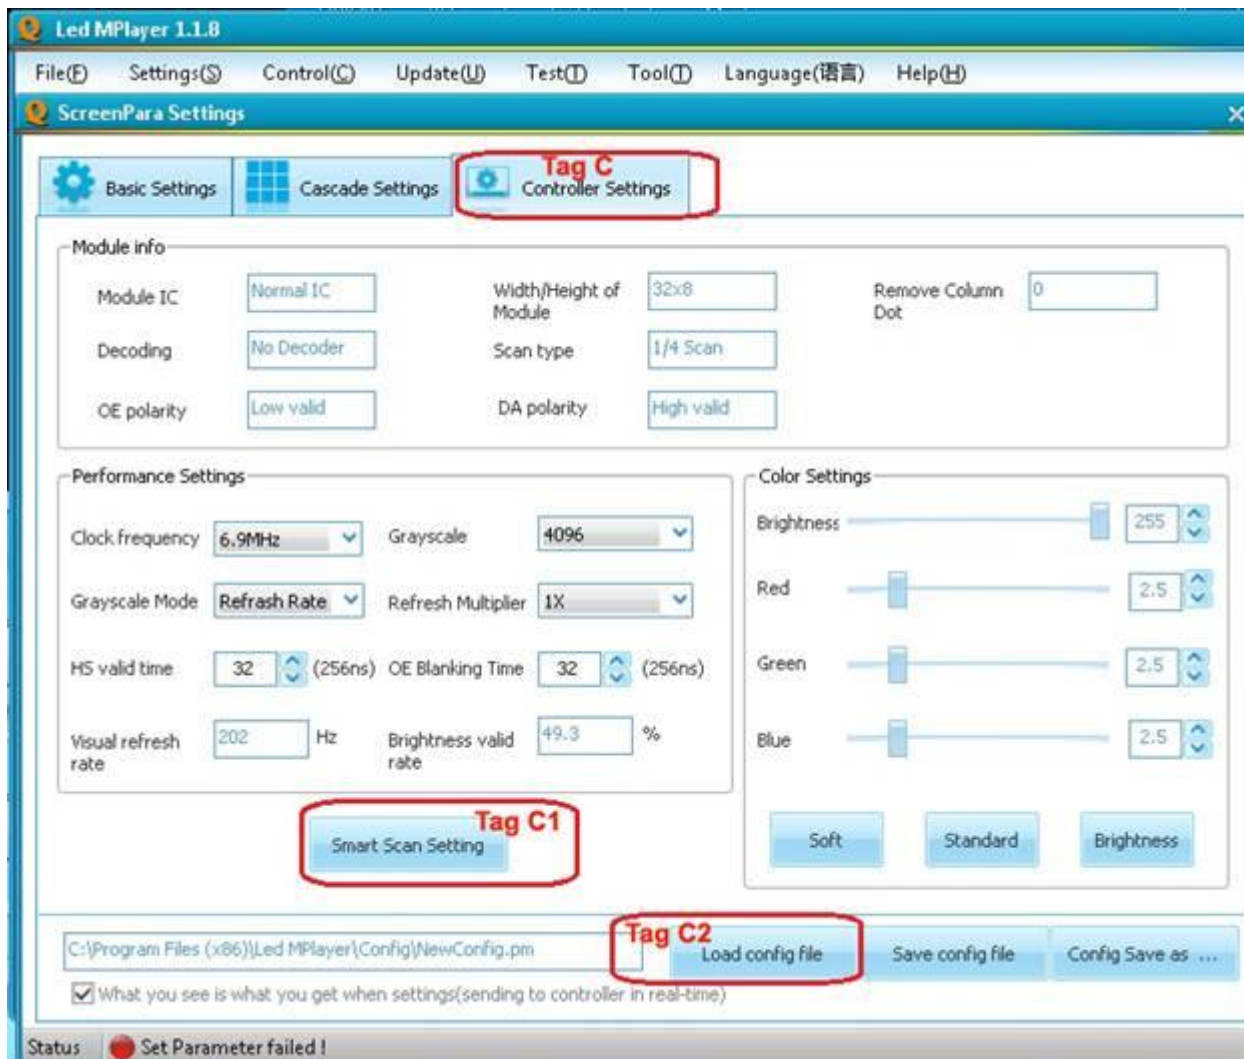 Led MPlayer 1.1.8
File(F) Settings(S) Control(C) Update(U) Test(T) Tool(T) Language(语言) Help(H)
ScreenPara Settings
Tag C
Basic Settings Cascade Settings Controller Settings
Module info
Module IC Normal IC Width/Height of Module 32x8 Remove Column Dot 0
Decoding No Decoder Scan type 1/4 Scan
OE polarity Low valid DA polarity High valid
Performance Settings
Clock frequency 6.9MHz Grayscale 4096
Grayscale Mode Refrash Rate Refresh Multiplier 1X
HS valid time 32 (256ns) OE Blanking Time 32 (256ns)
Visual refresh rate 202 Hz Brightness valid rate 49.3 %
Color Settings
Brightness 255
Red 2.5
Green 2.5
Blue 2.5
Soft Standard Brightness
Tag C1
Smart Scan Setting
Tag C2
C:\Program Files (x86)\Led MPlayer\Config\NewConfig.pm Load config file Save config file Config Save as ...
What you see is what you get when settings(sending to controller in real-time)
Status Set Parameter failed !